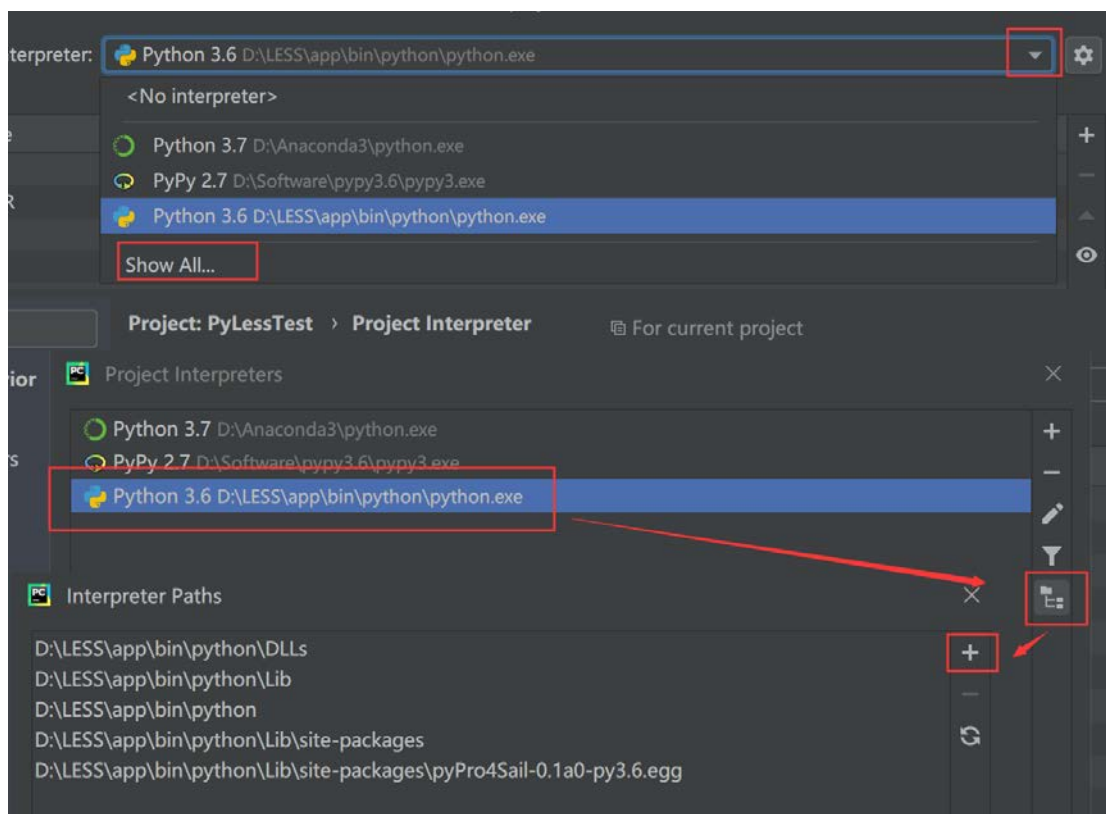 terpreter: Python 3.6 D:\LESS\app\bin\python\python.exe
<No interpreter>
Python 3.7 D:\Anaconda3\python.exe
PyPy 2.7 D:\Software\pypy3.6\pypy3.exe
R
Python 3.6 D:\LESS\app\bin\python\python.exe
Show All...
Project: PyLessTest › Project Interpreter For current project
ior PC Project Interpreters
Python 3.7 D:\Anaconda3\python.exe
rs PyPy 2.7 D:\Software\pypy3.6\pypy3.exe
Python 3.6 D:\LESS\app\bin\python\python.exe
PC Interpreter Paths
D:\LESS\app\bin\python\DLLs
D:\LESS\app\bin\python\Lib
D:\LESS\app\bin\python
D:\LESS\app\bin\python\Lib\site-packages
D:\LESS\app\bin\python\Lib\site-packages\pyPro4Sail-0.1a0-py3.6.egg